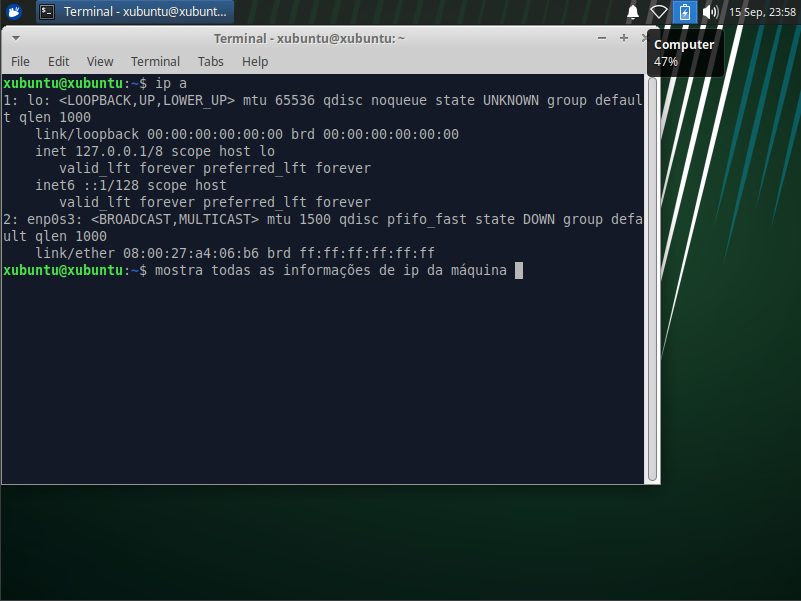 Terminal - xubuntu@xubunt...
15 Sep, 23:58
Terminal - xubuntu@xubuntu: ~
Computer
47%
File Edit View Terminal Tabs Help
xubuntu@xubuntu:~$ ip a
1: lo: <LOOPBACK,UP,LOWER_UP> mtu 65536 qdisc noqueue state UNKNOWN group defaul
t qlen 1000
    link/loopback 00:00:00:00:00:00 brd 00:00:00:00:00:00
    inet 127.0.0.1/8 scope host lo
       valid_lft forever preferred_lft forever
    inet6 ::1/128 scope host
       valid_lft forever preferred_lft forever
2: enp0s3: <BROADCAST,MULTICAST> mtu 1500 qdisc pfifo_fast state DOWN group defa
ult qlen 1000
    link/ether 08:00:27:a4:06:b6 brd ff:ff:ff:ff:ff:ff
xubuntu@xubuntu:~$ mostra todas as informações de ip da máquina